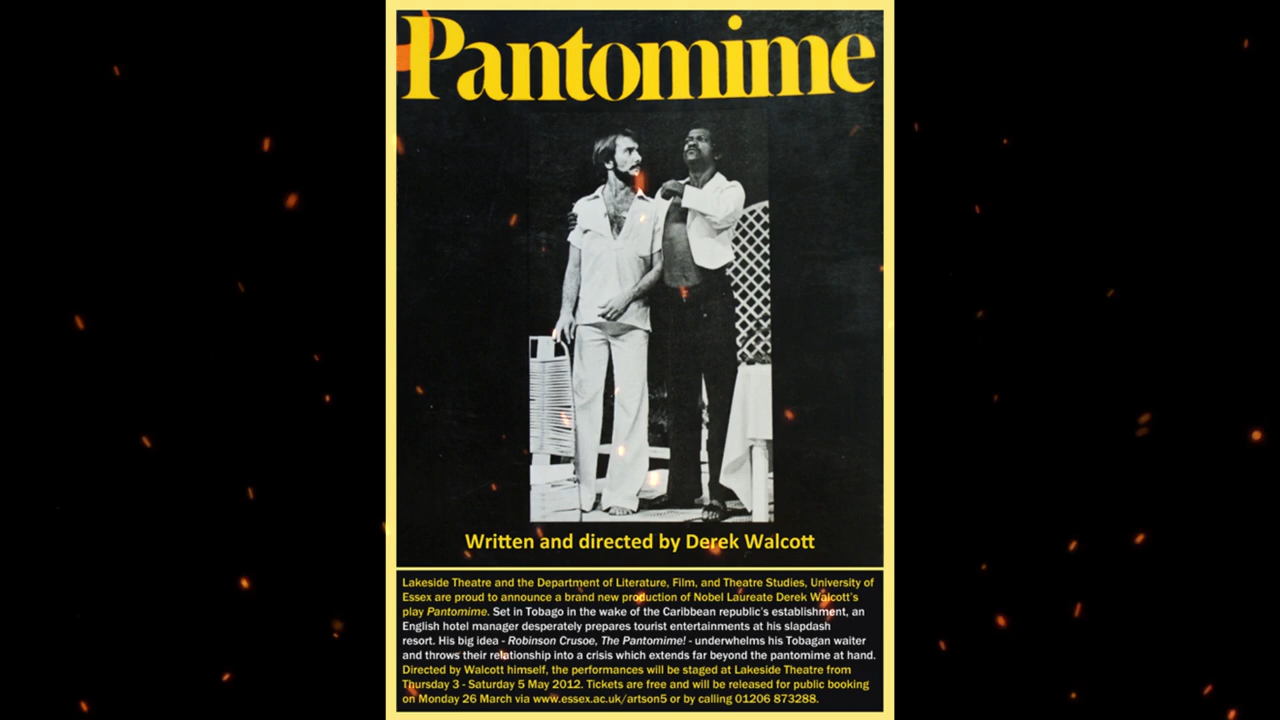 Pantomime
Written and directed by Derek Walcott
Lakeside Theatre and the Department of Literature, Film, and Theatre Studies, University of
Essex are proud to announce a brand new production of Nobel Laureate Derek Walcott's
play Pantomime. Set in Tobago in the wake of the Caribbean republic's establishment, an
English hotel manager desperately prepares tourist entertainments at his slapdash
resort. His big idea - Robinson Crusoe, The Pantomime! - underwhelms his Tobagan waiter
and throws their relationship into a crisis which extends far beyond the pantomime at hand.
Directed by Walcott himself, the performances will be staged at Lakeside Theatre from
Thursday 3 - Saturday 5 May 2012. Tickets are free and will be released for public booking
on Monday 26 March via www.essex.ac.uk/artson5 or by calling 01206 873288.